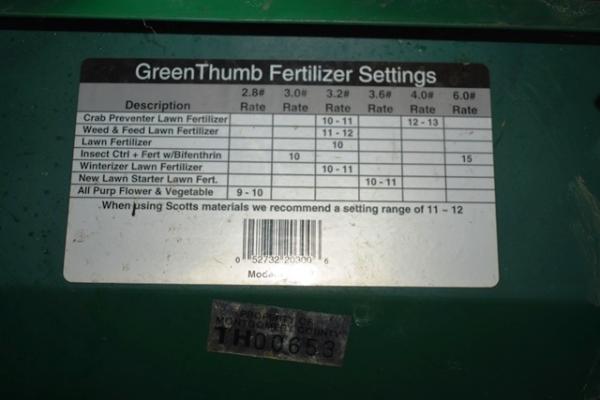 GreenThumb Fertilizer Settings
2.8# 3.0# 3.2# 3.6# 4.0# 6.0#
Description Rate Rate Rate Rate Rate Rate
Crab Preventer Lawn Fertilizer 10 - 11 12 - 13
Weed & Feed Lawn Fertilizer 11 - 12
Lawn Fertilizer 10
Insect Ctrl + Fert w/Bifenthrin 10 15
Winterizer Lawn Fertilizer 10 - 11
New Lawn Starter Lawn Fert. 10 - 11
All Purp Flower & Vegetable 9 - 10
When using Scotts materials we recommend a setting range of 11 – 12
0 52732 20300 6
PROPERTY OF
MONTGOMERY COUNTY
TH00653